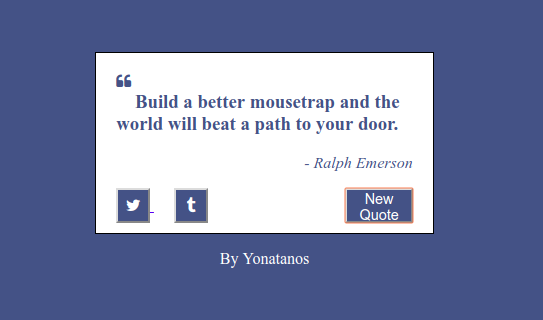 Build a better mousetrap and the
world will beat a path to your door.
- Ralph Emerson
New
Quote
By Yonatanos